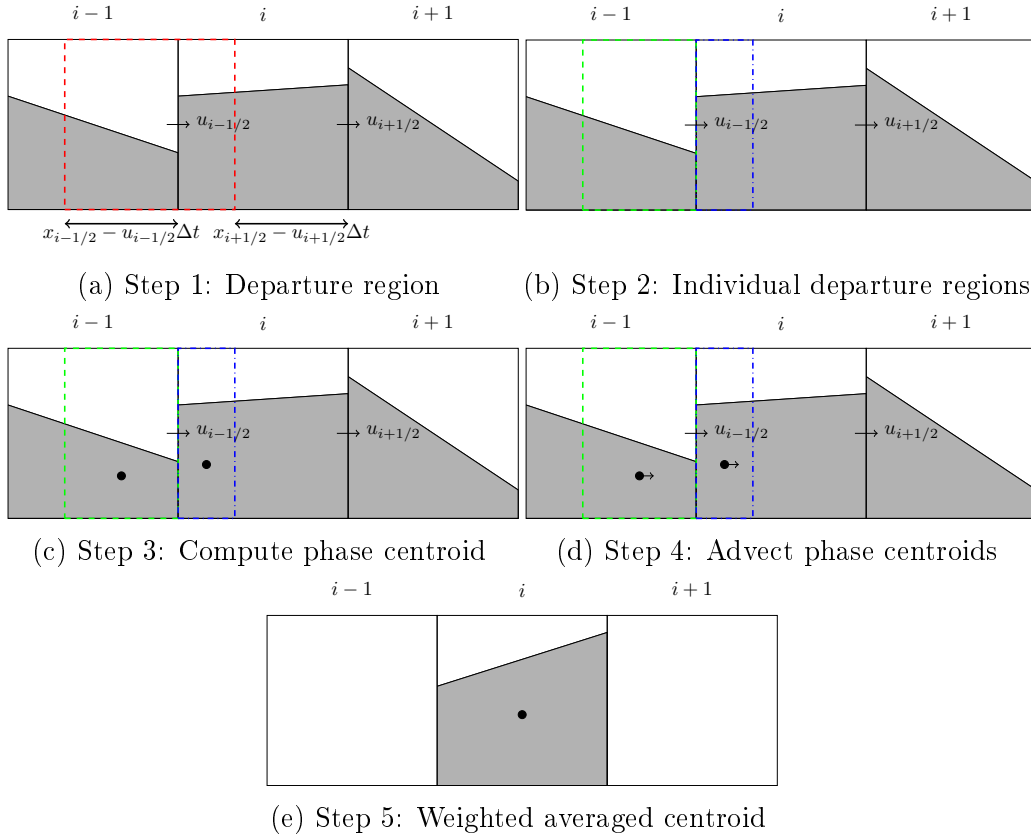 i − 1 i i + 1 i − 1 i i + 1
u_{i−1/2} u_{i+1/2} u_{i−1/2} u_{i+1/2}
x_{i−1/2} − u_{i−1/2}Δt x_{i+1/2} − u_{i+1/2}Δt
(a) Step 1: Departure region (b) Step 2: Individual departure regions
i − 1 i i + 1 i − 1 i i + 1
u_{i−1/2} u_{i+1/2} u_{i−1/2} u_{i+1/2}
(c) Step 3: Compute phase centroid (d) Step 4: Advect phase centroids
i − 1 i i + 1
(e) Step 5: Weighted averaged centroid